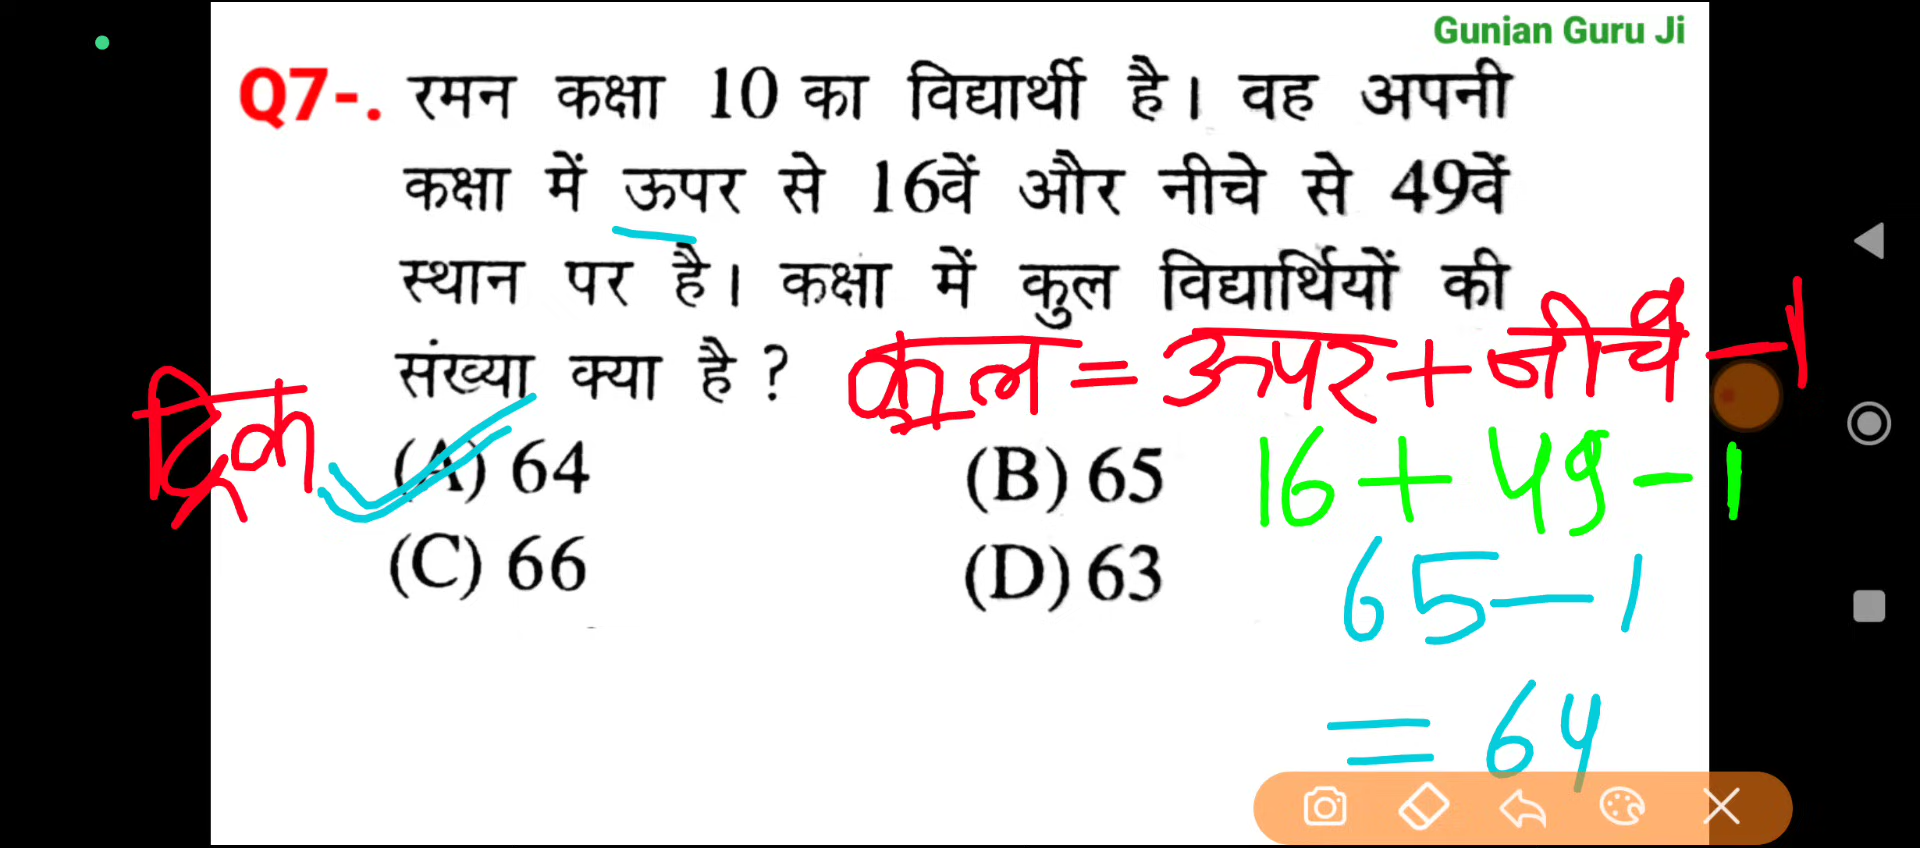 Gunjan Guru Ji
Q7-. रमन कक्षा 10 का विद्यार्थी है। वह अपनी
कक्षा में ऊपर से 16वें और नीचे से 49वें
स्थान पर है। कक्षा में कुल विद्यार्थियों की
संख्या क्या है ?
कुल = ऊपर + नीचे - 1
ट्रिक
(A) 64 (B) 65
16 + 49 - 1
(C) 66 (D) 63
65 - 1
= 64